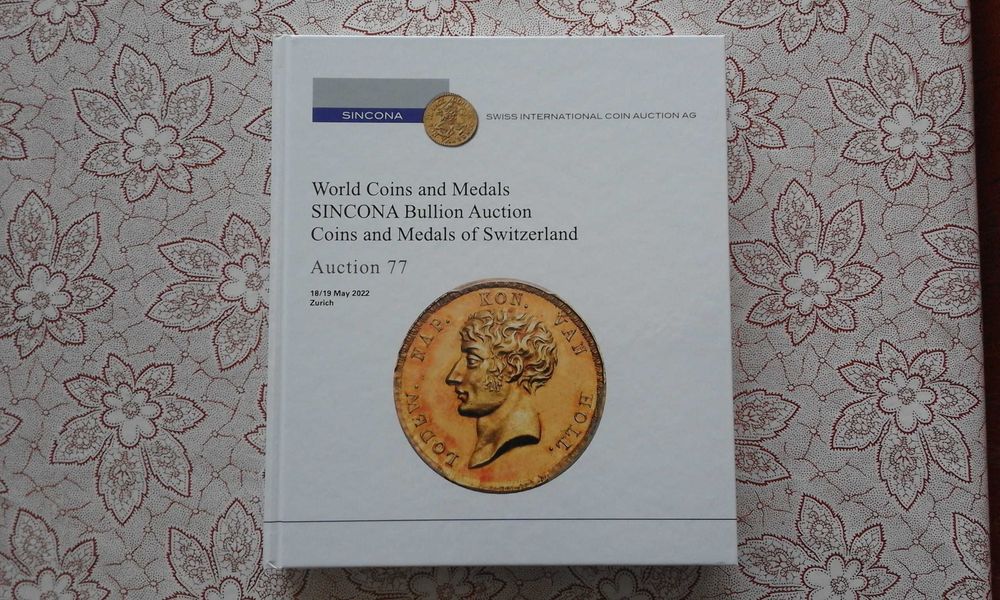 SINCONA
SWISS INTERNATIONAL COIN AUCTION AG
World Coins and Medals
SINCONA Bullion Auction
Coins and Medals of Switzerland
Auction 77
18/19 May 2022
Zurich
LODEW. NAP. KON. VAN HOLL.